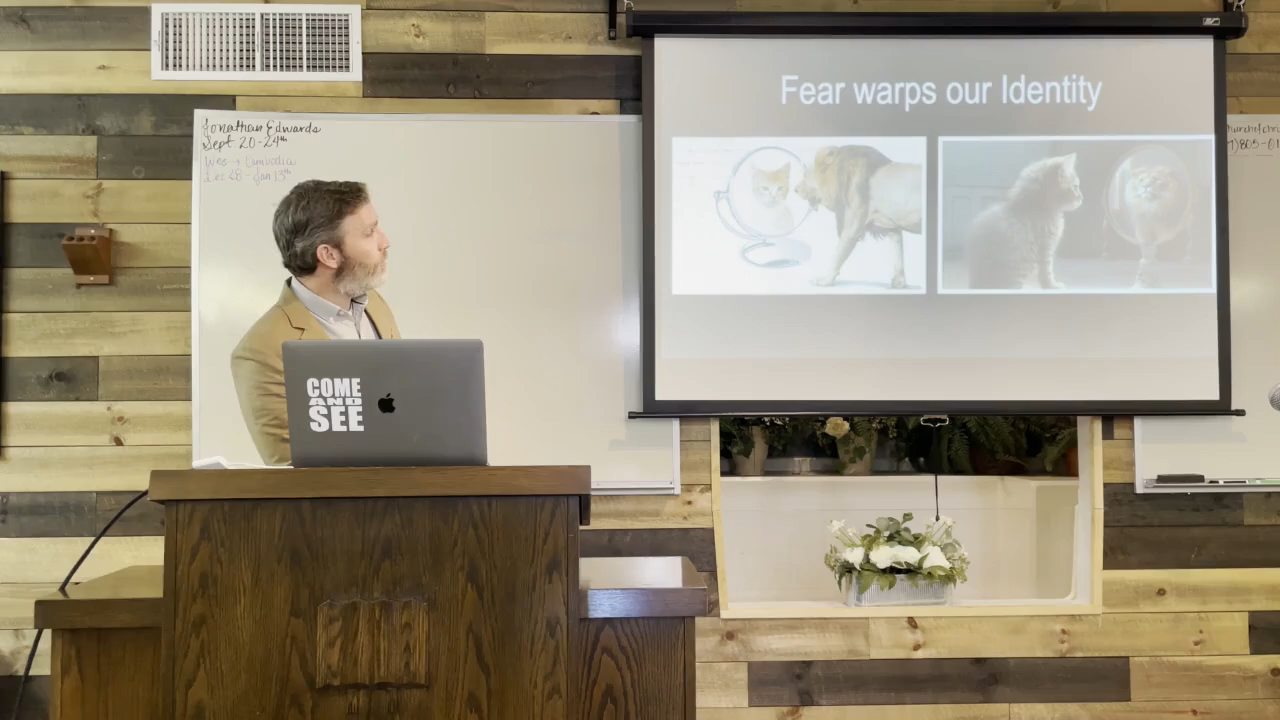 Jonathan Edwards
Sept 20-24th
Wes → Cambodia
Dec 28 - Jan 13th
Fear warps our Identity
COME
AND
SEE